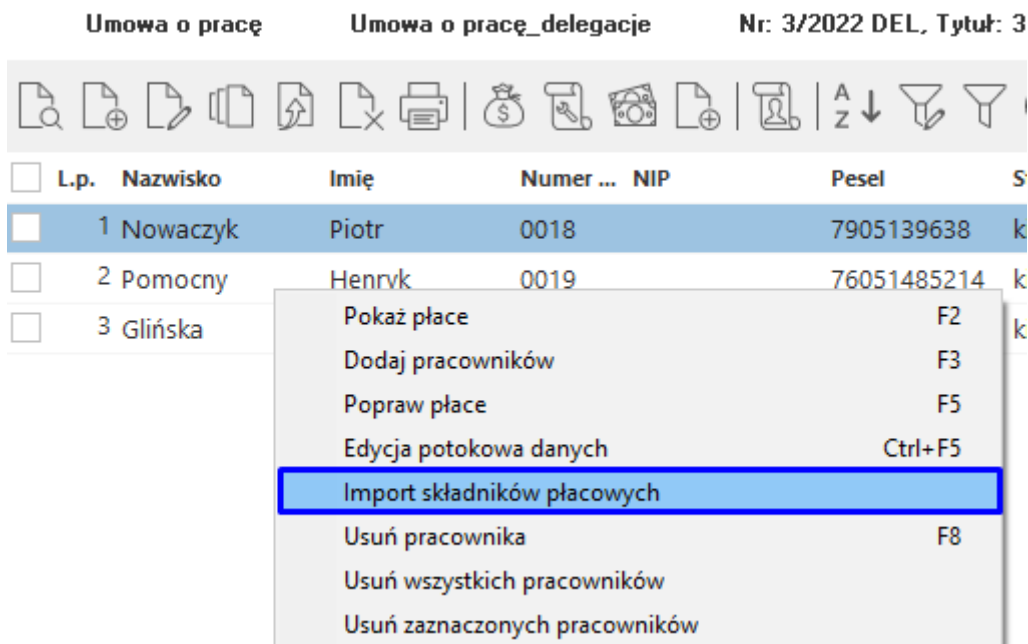 Umowa o pracę Umowa o pracę_delegacje Nr: 3/2022 DEL, Tytuł: 3
A
Z
L.p. Nazwisko Imię Numer ... NIP Pesel
1 Nowaczyk Piotr 0018 7905139638
2 Pomocny Henryk 0019 76051485214
3 Glińska
Pokaż płace F2
Dodaj pracowników F3
Popraw płace F5
Edycja potokowa danych Ctrl+F5
Import składników płacowych
Usuń pracownika F8
Usuń wszystkich pracowników
Usuń zaznaczonych pracowników